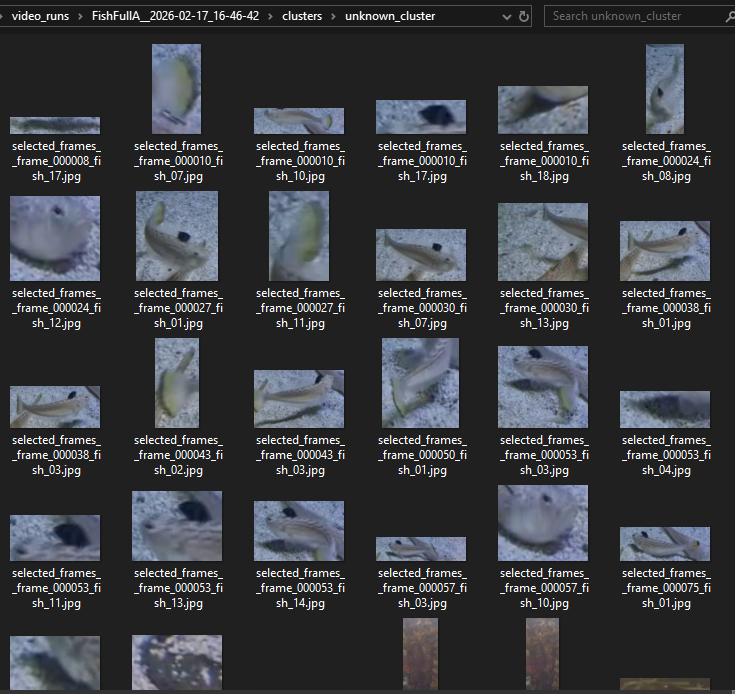 video_runs > FishFullA__2026-02-17_16-46-42 > clusters > unknown_cluster
Search unknown_cluster
selected_frames_
_frame_000008_fi
sh_17.jpg
selected_frames_
_frame_000010_fi
sh_07.jpg
selected_frames_
_frame_000010_fi
sh_10.jpg
selected_frames_
_frame_000010_fi
sh_17.jpg
selected_frames_
_frame_000010_fi
sh_18.jpg
selected_frames_
_frame_000024_fi
sh_08.jpg
selected_frames_
_frame_000024_fi
sh_12.jpg
selected_frames_
_frame_000027_fi
sh_01.jpg
selected_frames_
_frame_000027_fi
sh_11.jpg
selected_frames_
_frame_000030_fi
sh_07.jpg
selected_frames_
_frame_000030_fi
sh_13.jpg
selected_frames_
_frame_000038_fi
sh_01.jpg
selected_frames_
_frame_000038_fi
sh_03.jpg
selected_frames_
_frame_000043_fi
sh_02.jpg
selected_frames_
_frame_000043_fi
sh_03.jpg
selected_frames_
_frame_000050_fi
sh_01.jpg
selected_frames_
_frame_000053_fi
sh_03.jpg
selected_frames_
_frame_000053_fi
sh_04.jpg
selected_frames_
_frame_000053_fi
sh_11.jpg
selected_frames_
_frame_000053_fi
sh_13.jpg
selected_frames_
_frame_000053_fi
sh_14.jpg
selected_frames_
_frame_000057_fi
sh_03.jpg
selected_frames_
_frame_000057_fi
sh_10.jpg
selected_frames_
_frame_000075_fi
sh_01.jpg